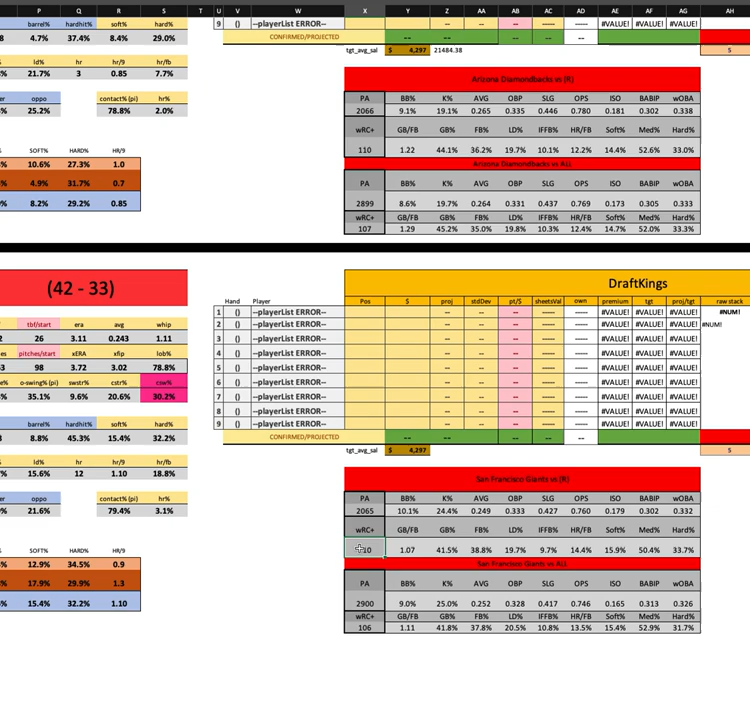 P Q R S T U V W X Y Z AA AB AC AD AE AF AG AH
barrel% hardhit% soft% hard% 9 () --playerList ERROR-- -- -- -- ----- ----- #VALUE! #VALUE! #VALUE!
4.7% 37.4% 8.4% 29.0% CONFIRMED/PROJECTED -- -- -- -- --
tgt_avg_sal $ 4,297 21484.38 5
ld% hr hr/9 hr/fb
21.7% 3 0.85 7.7%
Arizona Diamondbacks vs (R)
oppo contact% (pi) hr% PA BB% K% AVG OBP SLG OPS ISO BABIP wOBA
25.2% 78.8% 2.0% 2066 9.1% 19.1% 0.265 0.335 0.446 0.780 0.181 0.302 0.338
wRC+ GB/FB GB% FB% LD% IFFB% HR/FB Soft% Med% Hard%
SOFT% HARD% HR/9 110 1.22 44.1% 36.2% 19.7% 10.1% 12.2% 14.4% 52.6% 33.0%
10.6% 27.3% 1.0 Arizona Diamondbacks vs ALL
4.9% 31.7% 0.7 PA BB% K% AVG OBP SLG OPS ISO BABIP wOBA
8.2% 29.2% 0.85 2899 8.6% 19.7% 0.264 0.331 0.437 0.769 0.173 0.305 0.333
wRC+ GB/FB GB% FB% LD% IFFB% HR/FB Soft% Med% Hard%
107 1.29 45.2% 35.0% 19.8% 10.3% 12.4% 14.7% 52.0% 33.3%
(42 - 33) DraftKings
Hand Player Pos $ proj stdDev pt/$ sheetsVal own premium tgt proj/tgt raw stack
1 () --playerList ERROR-- -- -- -- ----- ----- #VALUE! #VALUE! #VALUE! #NUM!
tbf/start era avg whip 2 () --playerList ERROR-- -- -- -- ----- ----- #VALUE! #VALUE! #VALUE! #NUM!
26 3.11 0.243 1.11 3 () --playerList ERROR-- -- -- -- ----- ----- #VALUE! #VALUE! #VALUE!
pitches/start xERA xfip lob% 4 () --playerList ERROR-- -- -- -- ----- ----- #VALUE! #VALUE! #VALUE!
98 3.72 3.02 78.8% 5 () --playerList ERROR-- -- -- -- ----- ----- #VALUE! #VALUE! #VALUE!
o-swing% (pi) swstr% cstr% csw% 6 () --playerList ERROR-- -- -- -- ----- ----- #VALUE! #VALUE! #VALUE!
35.1% 9.6% 20.6% 30.2% 7 () --playerList ERROR-- -- -- -- ----- ----- #VALUE! #VALUE! #VALUE!
8 () --playerList ERROR-- -- -- -- ----- ----- #VALUE! #VALUE! #VALUE!
barrel% hardhit% soft% hard% 9 () --playerList ERROR-- -- -- -- ----- ----- #VALUE! #VALUE! #VALUE!
8.8% 45.3% 15.4% 32.2% CONFIRMED/PROJECTED -- -- -- -- --
tgt_avg_sal $ 4,297 5
ld% hr hr/9 hr/fb
15.6% 12 1.10 18.8% San Francisco Giants vs (R)
oppo contact% (pi) hr% PA BB% K% AVG OBP SLG OPS ISO BABIP wOBA
21.6% 79.4% 3.1% 2065 10.1% 24.4% 0.249 0.333 0.427 0.760 0.179 0.302 0.332
wRC+ GB/FB GB% FB% LD% IFFB% HR/FB Soft% Med% Hard%
SOFT% HARD% HR/9 1.07 41.5% 38.8% 19.7% 9.7% 14.4% 15.9% 50.4% 33.7%
12.9% 34.5% 0.9 San Francisco Giants vs ALL
17.9% 29.9% 1.3 PA BB% K% AVG OBP SLG OPS ISO BABIP wOBA
15.4% 32.2% 1.10 2900 9.0% 25.0% 0.252 0.328 0.417 0.746 0.165 0.313 0.326
wRC+ GB/FB GB% FB% LD% IFFB% HR/FB Soft% Med% Hard%
106 1.11 41.8% 37.8% 20.5% 10.8% 13.5% 15.4% 52.9% 31.7%